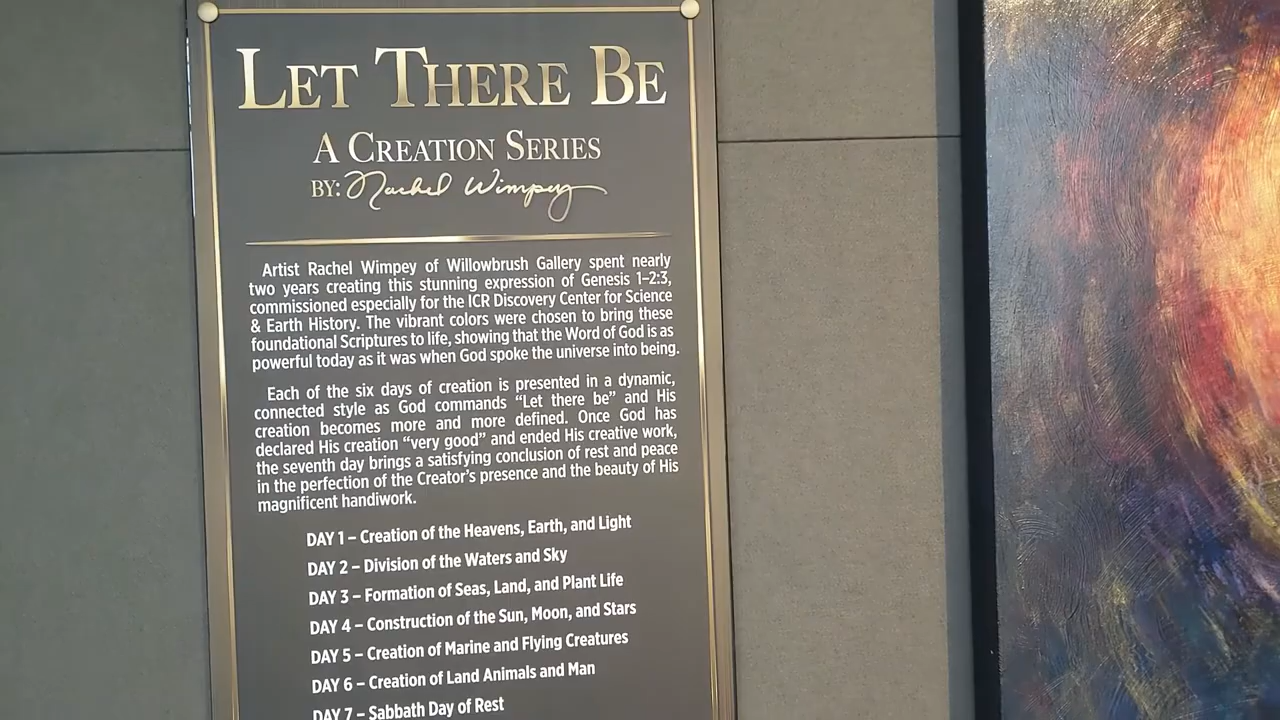 LET THERE BE
A CREATION SERIES
BY: Rachel Wimpey
Artist Rachel Wimpey of Willowbrush Gallery spent nearly
two years creating this stunning expression of Genesis 1–2:3,
commissioned especially for the ICR Discovery Center for Science
& Earth History. The vibrant colors were chosen to bring these
foundational Scriptures to life, showing that the Word of God is as
powerful today as it was when God spoke the universe into being.
Each of the six days of creation is presented in a dynamic,
connected style as God commands “Let there be” and His
creation becomes more and more defined. Once God has
declared His creation “very good” and ended His creative work,
the seventh day brings a satisfying conclusion of rest and peace
in the perfection of the Creator’s presence and the beauty of His
magnificent handiwork.
DAY 1 – Creation of the Heavens, Earth, and Light
DAY 2 – Division of the Waters and Sky
DAY 3 – Formation of Seas, Land, and Plant Life
DAY 4 – Construction of the Sun, Moon, and Stars
DAY 5 – Creation of Marine and Flying Creatures
DAY 6 – Creation of Land Animals and Man
DAY 7 – Sabbath Day of Rest